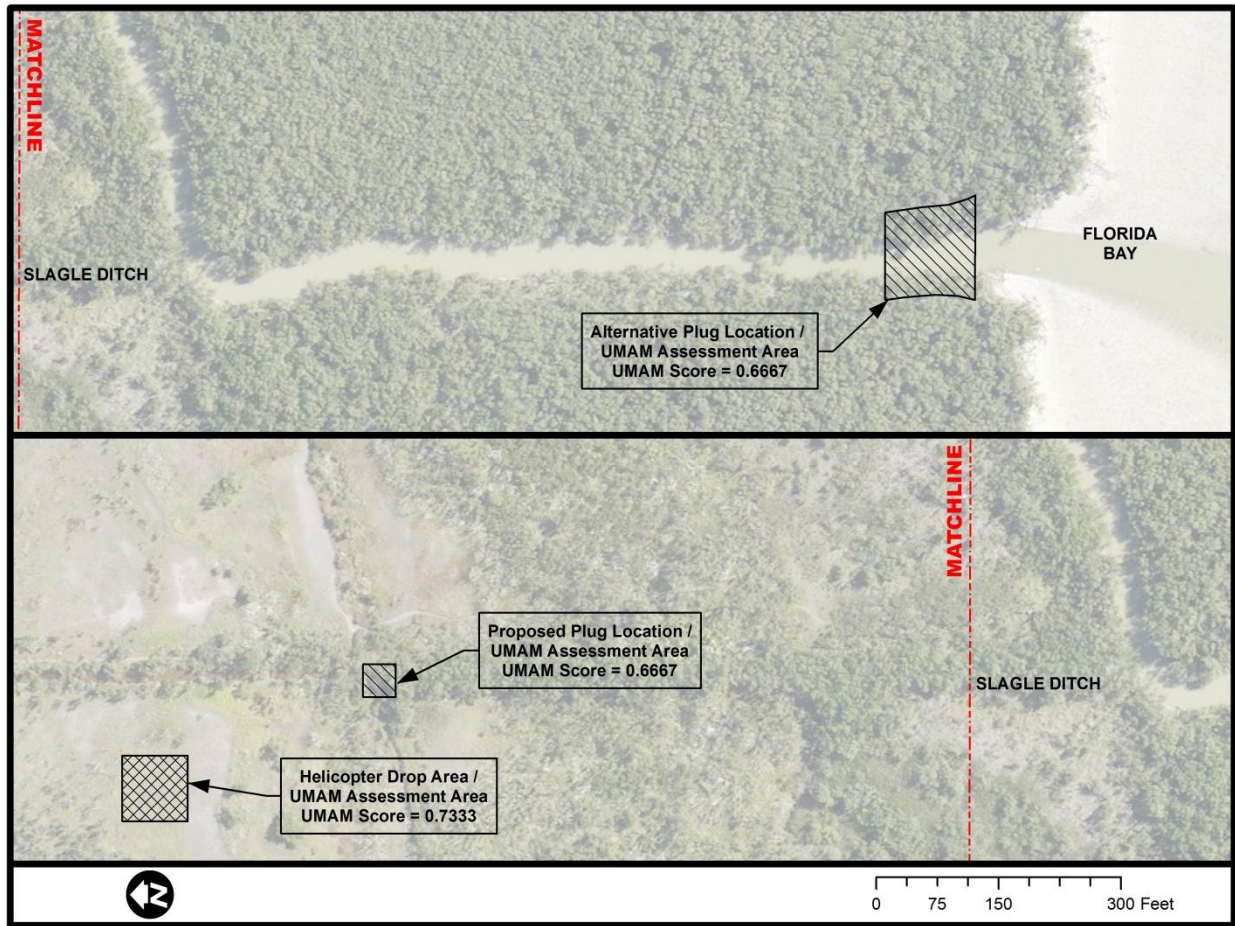 MATCHLINE
SLAGLE DITCH
FLORIDA
BAY
Alternative Plug Location /
UMAM Assessment Area
UMAM Score = 0.6667
MATCHLINE
Proposed Plug Location /
UMAM Assessment Area
UMAM Score = 0.6667
SLAGLE DITCH
Helicopter Drop Area /
UMAM Assessment Area
UMAM Score = 0.7333
N
0 75 150 300 Feet